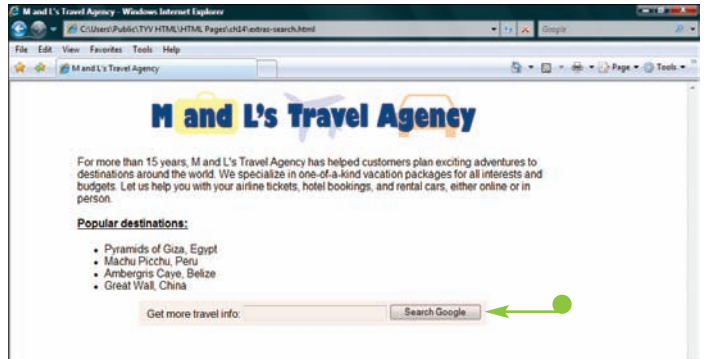 M and L's Travel Agency - Windows Internet Explorer
C:\Users\Public\TYV HTML\HTML Pages\ch14\extras-search.html
Google
File Edit View Favorites Tools Help
M and L's Travel Agency
Page Tools
M and L's Travel Agency
For more than 15 years, M and L's Travel Agency has helped customers plan exciting adventures to
destinations around the world. We specialize in one-of-a-kind vacation packages for all interests and
budgets. Let us help you with your airline tickets, hotel bookings, and rental cars, either online or in
person.
Popular destinations:
• Pyramids of Giza, Egypt
• Machu Picchu, Peru
• Ambergris Caye, Belize
• Great Wall, China
Get more travel info: Search Google